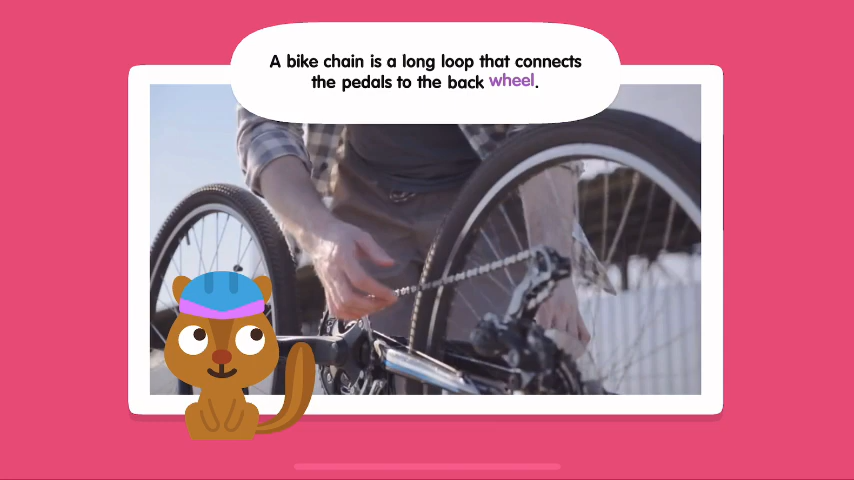 A bike chain is a long loop that connects
the pedals to the back wheel.